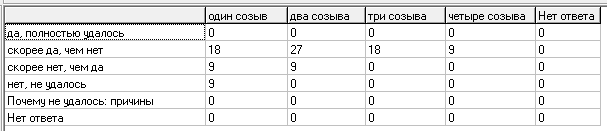 один созыв два созыва три созыва четыре созыва Нет ответа
да, полностью удалось 0 0 0 0 0
скорее да, чем нет 18 27 18 9 0
скорее нет, чем да 9 9 0 0 0
нет, не удалось 9 0 0 0 0
Почему не удалось: причины 0 0 0 0 0
Нет ответа 0 0 0 0 0